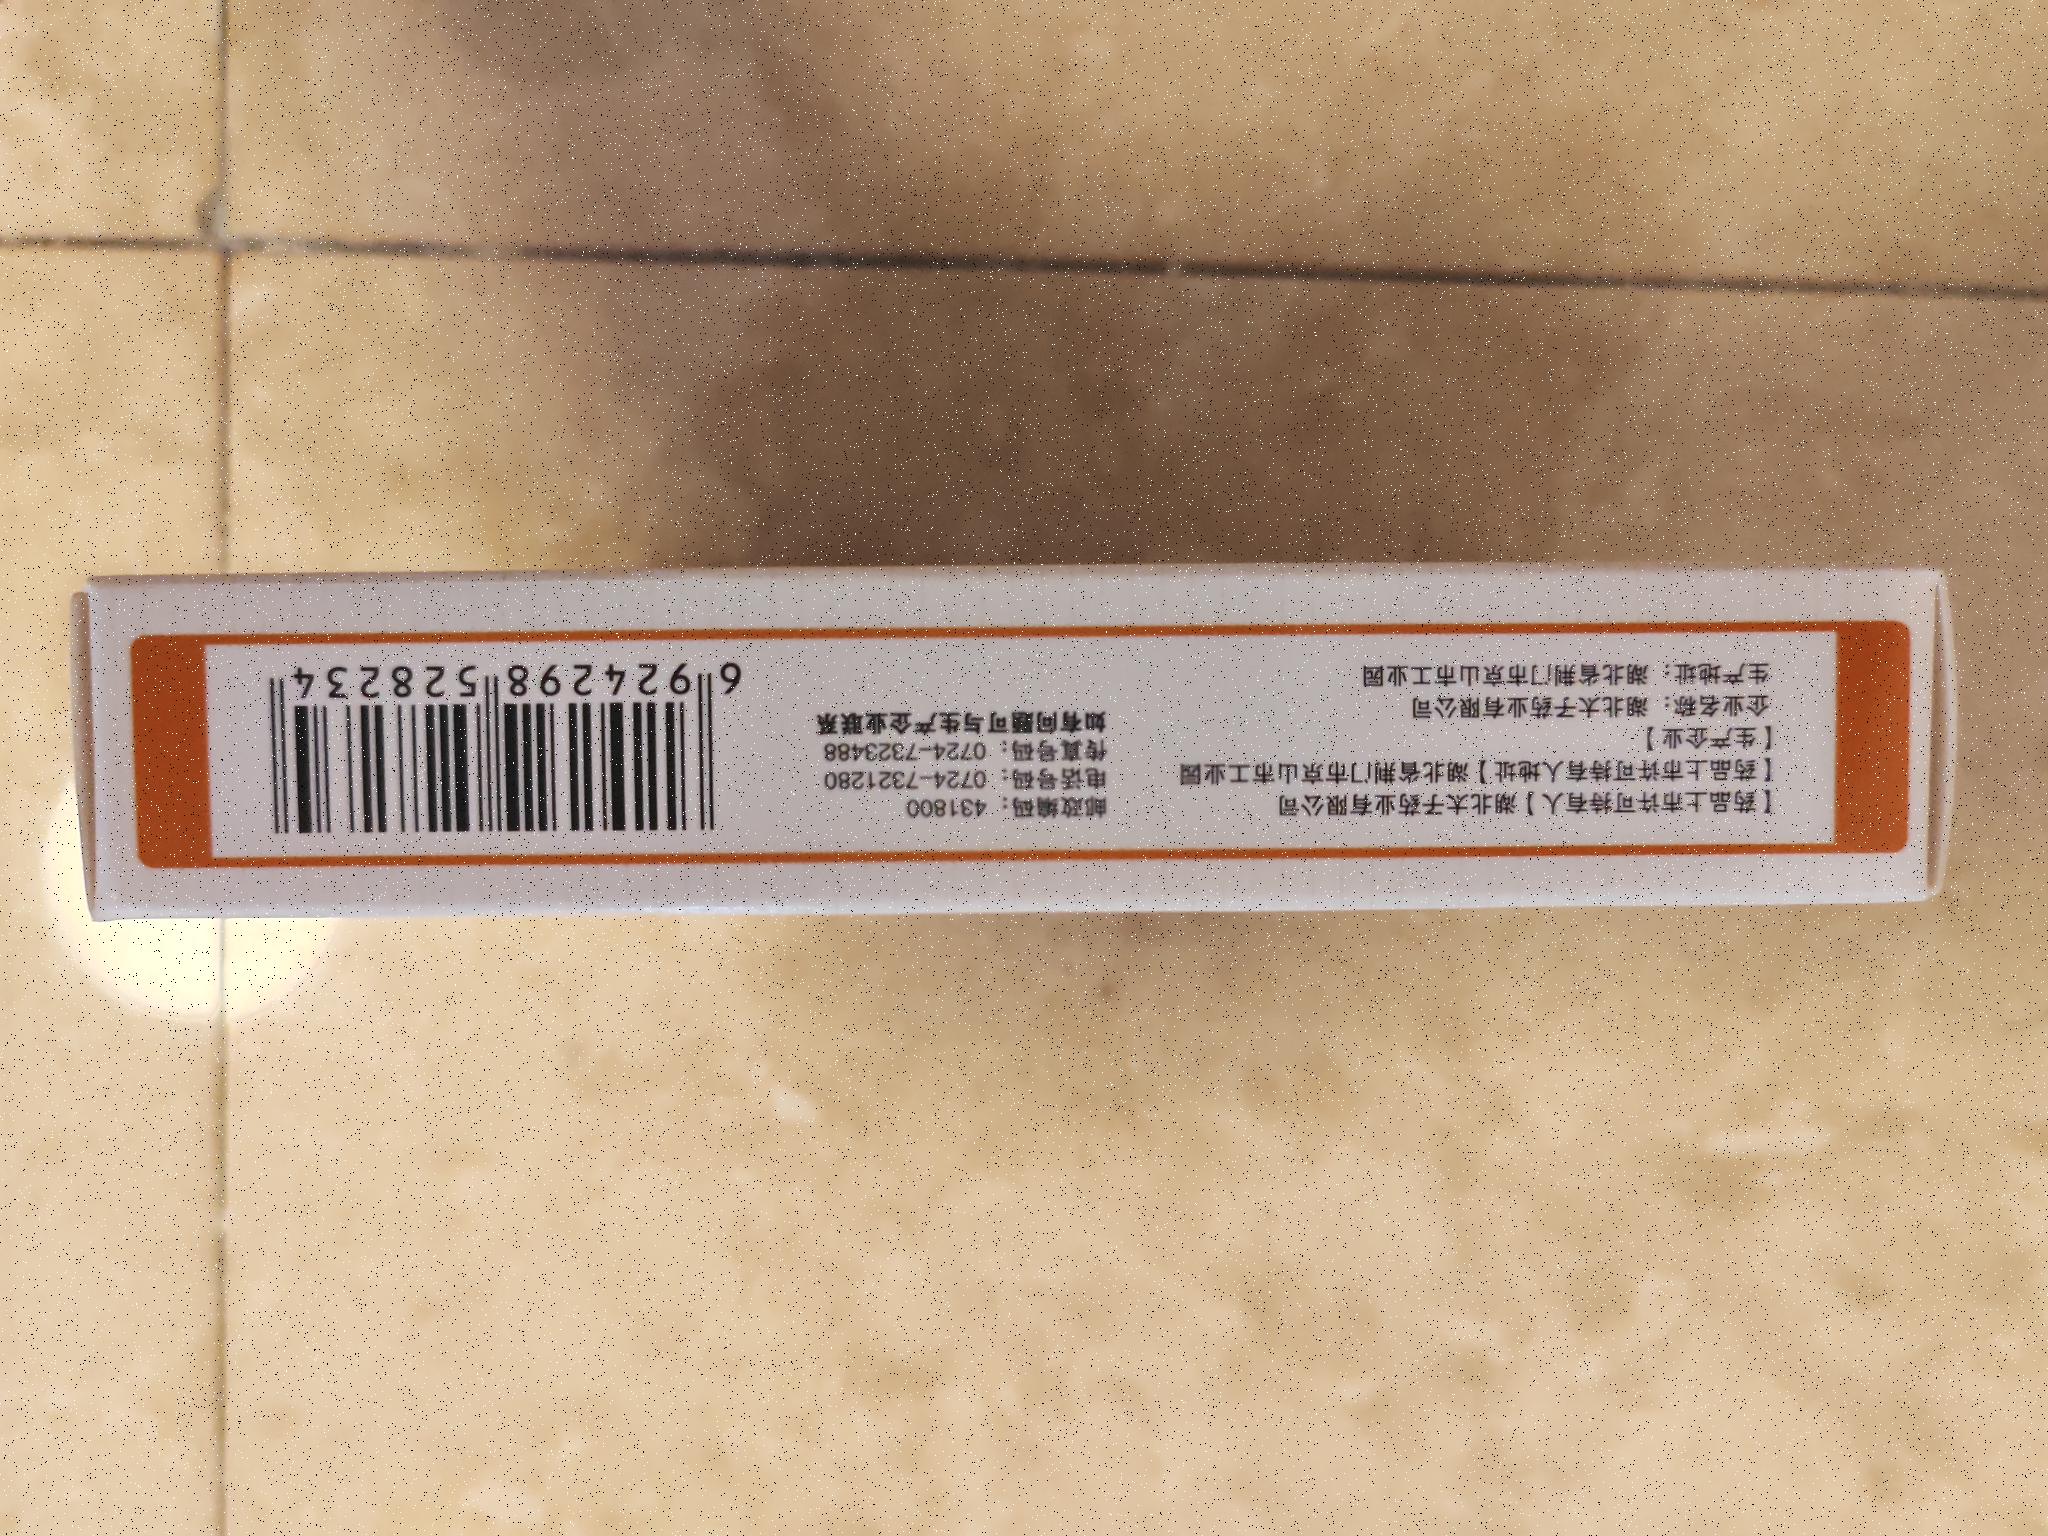 【药品上市许可持有人】湖北太子药业有限公司
【药品上市许可持有人地址】湖北省荆门市京山市工业园
【生产企业】
企业名称：湖北太子药业有限公司
生产地址：湖北省荆门市京山市工业园
邮政编码：431800
电话号码：0724-7321280
传真号码：0724-7323488
如有问题可与生产企业联系
6 924298 528234